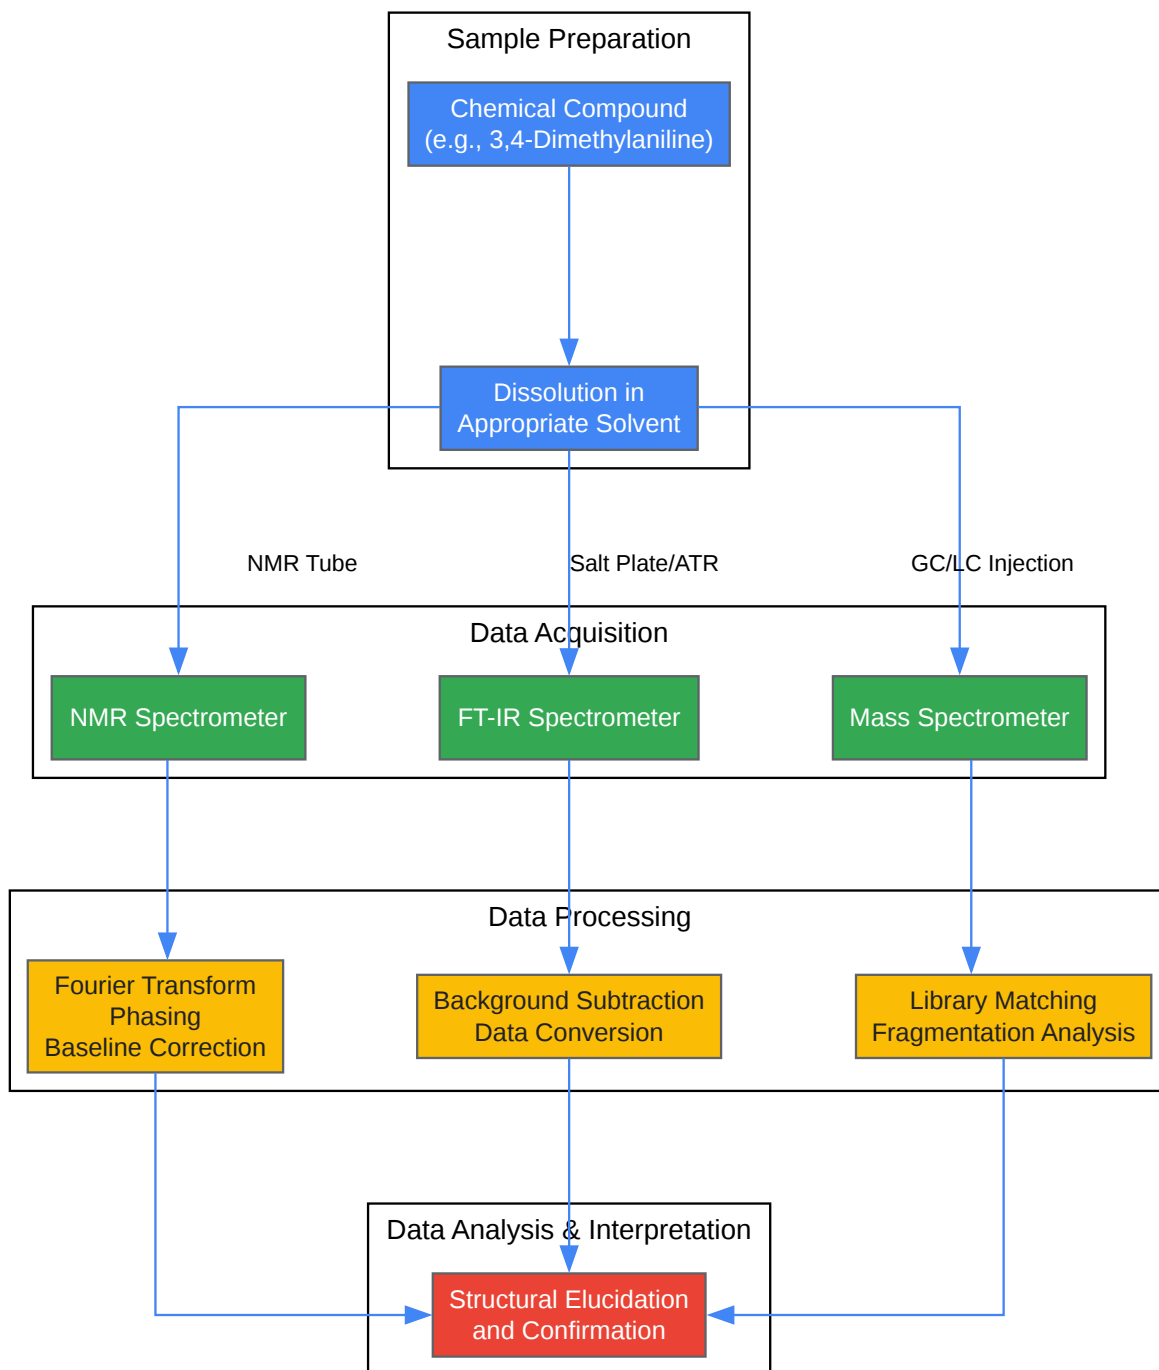 Sample Preparation
Chemical Compound
(e.g., 3,4-Dimethylaniline)
Dissolution in
Appropriate Solvent
NMR Tube
Salt Plate/ATR
GC/LC Injection
Data Acquisition
NMR Spectrometer
FT-IR Spectrometer
Mass Spectrometer
Data Processing
Fourier Transform
Phasing
Baseline Correction
Background Subtraction
Data Conversion
Library Matching
Fragmentation Analysis
Data Analysis & Interpretation
Structural Elucidation
and Confirmation